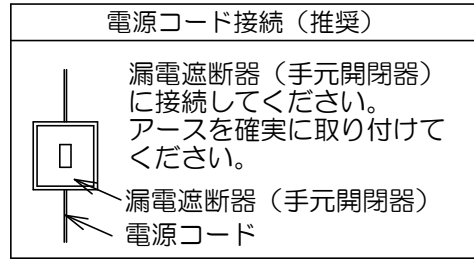 電源コード接続（推奨）
漏電遮断器（手元開閉器）
に接続してください。
アースを確実に取り付けて
ください。
漏電遮断器（手元開閉器）
電源コード